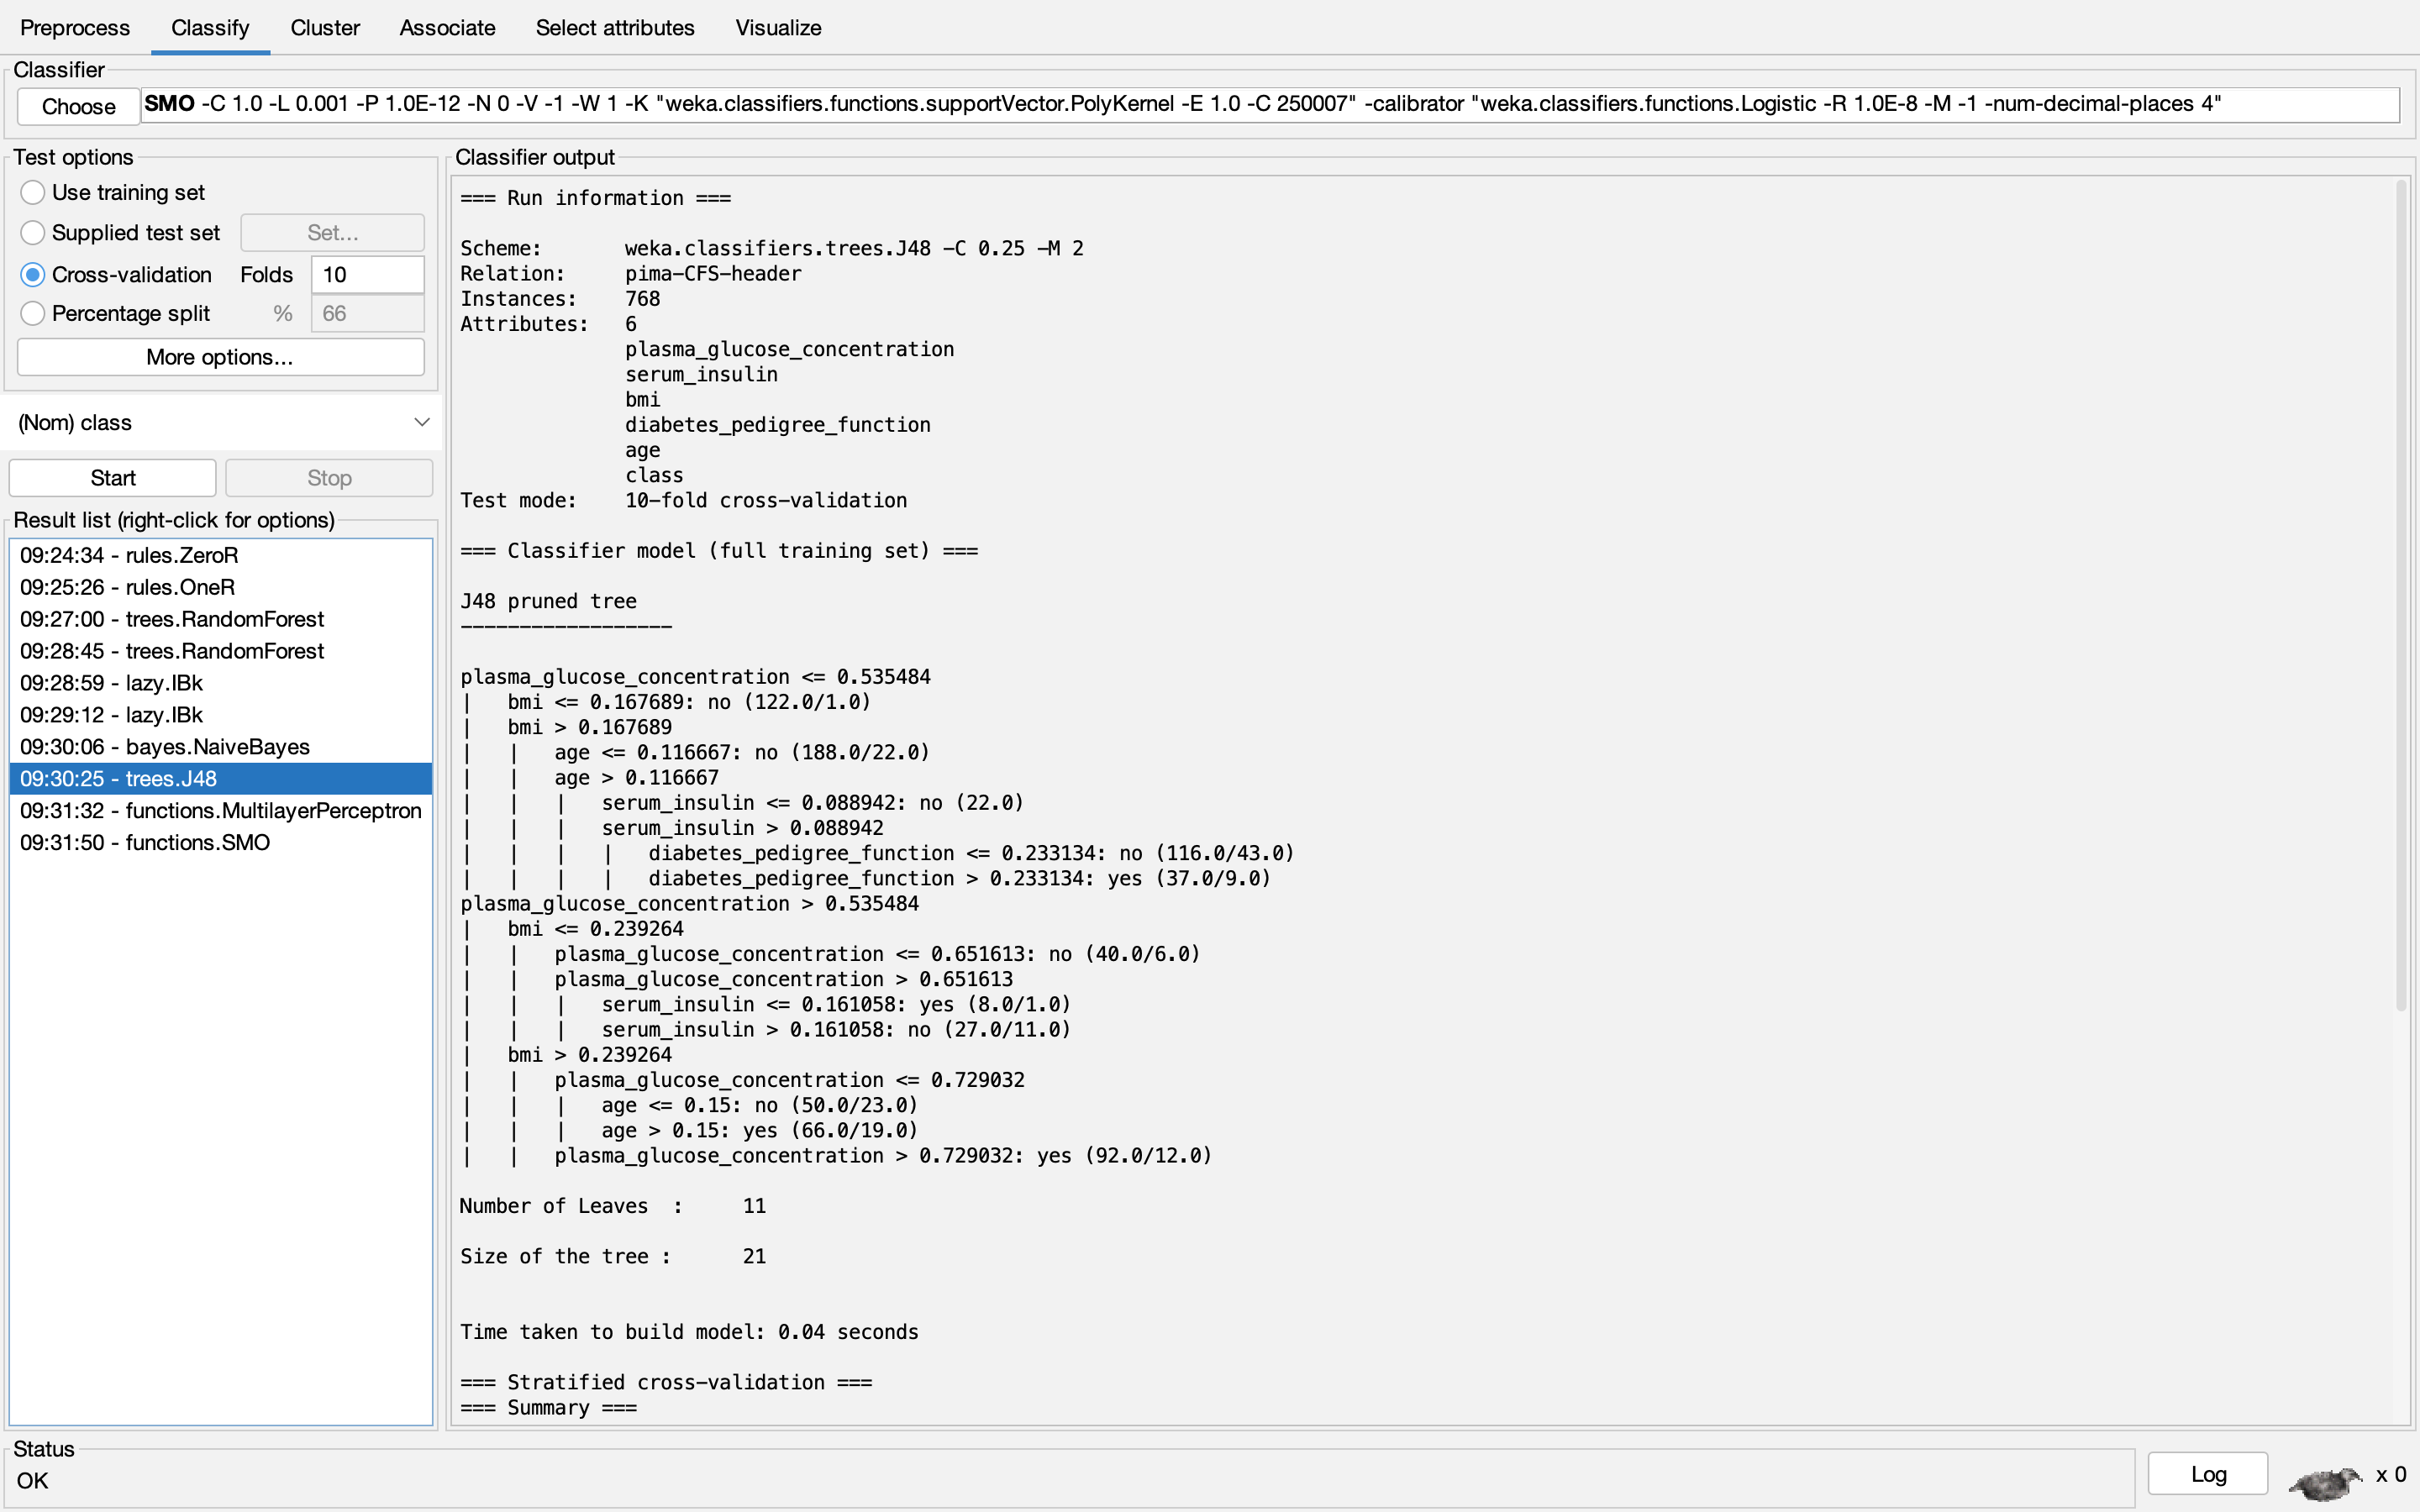 Preprocess Classify Cluster Associate Select attributes Visualize
Classifier
Choose SMO -C 1.0 -L 0.001 -P 1.0E-12 -N 0 -V -1 -W 1 -K "weka.classifiers.functions.supportVector.PolyKernel -E 1.0 -C 250007" -calibrator "weka.classifiers.functions.Logistic -R 1.0E-8 -M -1 -num-decimal-places 4"
Test options
Use training set
Supplied test set Set...
Cross-validation Folds 10
Percentage split % 66
More options...
(Nom) class
Start Stop
Result list (right-click for options)
09:24:34 - rules.ZeroR
09:25:26 - rules.OneR
09:27:00 - trees.RandomForest
09:28:45 - trees.RandomForest
09:28:59 - lazy.IBk
09:29:12 - lazy.IBk
09:30:06 - bayes.NaiveBayes
09:30:25 - trees.J48
09:31:32 - functions.MultilayerPerceptron
09:31:50 - functions.SMO
Classifier output
=== Run information ===
Scheme: weka.classifiers.trees.J48 -C 0.25 -M 2
Relation: pima-CFS-header
Instances: 768
Attributes: 6
plasma_glucose_concentration
serum_insulin
bmi
diabetes_pedigree_function
age
class
Test mode: 10-fold cross-validation
=== Classifier model (full training set) ===
J48 pruned tree
------------------
plasma_glucose_concentration <= 0.535484
|   bmi <= 0.167689: no (122.0/1.0)
|   bmi > 0.167689
|   |   age <= 0.116667: no (188.0/22.0)
|   |   age > 0.116667
|   |   |   serum_insulin <= 0.088942: no (22.0)
|   |   |   serum_insulin > 0.088942
|   |   |   |   diabetes_pedigree_function <= 0.233134: no (116.0/43.0)
|   |   |   |   diabetes_pedigree_function > 0.233134: yes (37.0/9.0)
plasma_glucose_concentration > 0.535484
|   bmi <= 0.239264
|   |   plasma_glucose_concentration <= 0.651613: no (40.0/6.0)
|   |   plasma_glucose_concentration > 0.651613
|   |   |   serum_insulin <= 0.161058: yes (8.0/1.0)
|   |   |   serum_insulin > 0.161058: no (27.0/11.0)
|   bmi > 0.239264
|   |   plasma_glucose_concentration <= 0.729032
|   |   |   age <= 0.15: no (50.0/23.0)
|   |   |   age > 0.15: yes (66.0/19.0)
|   |   plasma_glucose_concentration > 0.729032: yes (92.0/12.0)
Number of Leaves  : 11
Size of the tree : 21
Time taken to build model: 0.04 seconds
=== Stratified cross-validation ===
=== Summary ===
Status
OK
Log x 0